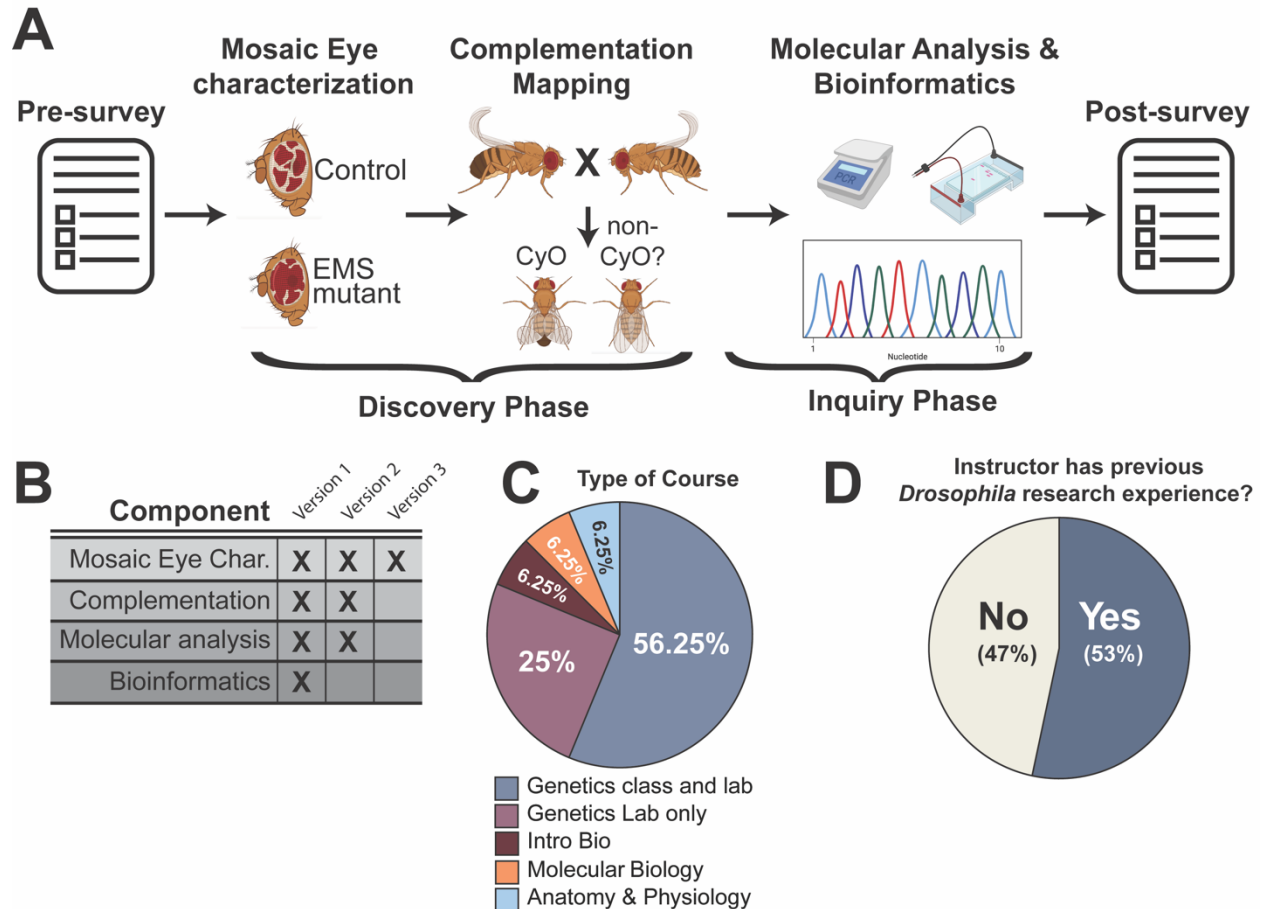 A
Mosaic Eye
characterization
Complementation
Mapping
Molecular Analysis &
Bioinformatics
Pre-survey
Post-survey
Control
EMS
mutant
X
CyO
non-
CyO?
PCR
1
10
Nucleotide
Discovery Phase
Inquiry Phase
B
Component
Version 1
Version 2
Version 3
Mosaic Eye Char. X X X
Complementation X X
Molecular analysis X X
Bioinformatics X
C
Type of Course
6.25%
6.25%
6.25%
25%
56.25%
Genetics class and lab
Genetics Lab only
Intro Bio
Molecular Biology
Anatomy & Physiology
D
Instructor has previous
Drosophila research experience?
No
(47%)
Yes
(53%)